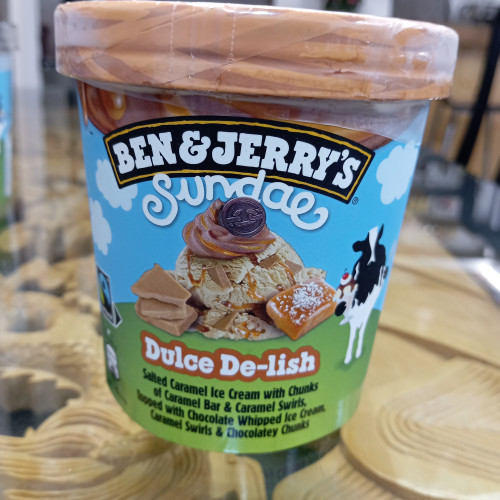 BEN & JERRY'S
Sundae
Dulce De-lish
Salted Caramel Ice Cream with Chunks
of Caramel Bar & Caramel Swirls,
Topped with Chocolate Whipped Ice Cream,
Caramel Swirls & Chocolatey Chunks